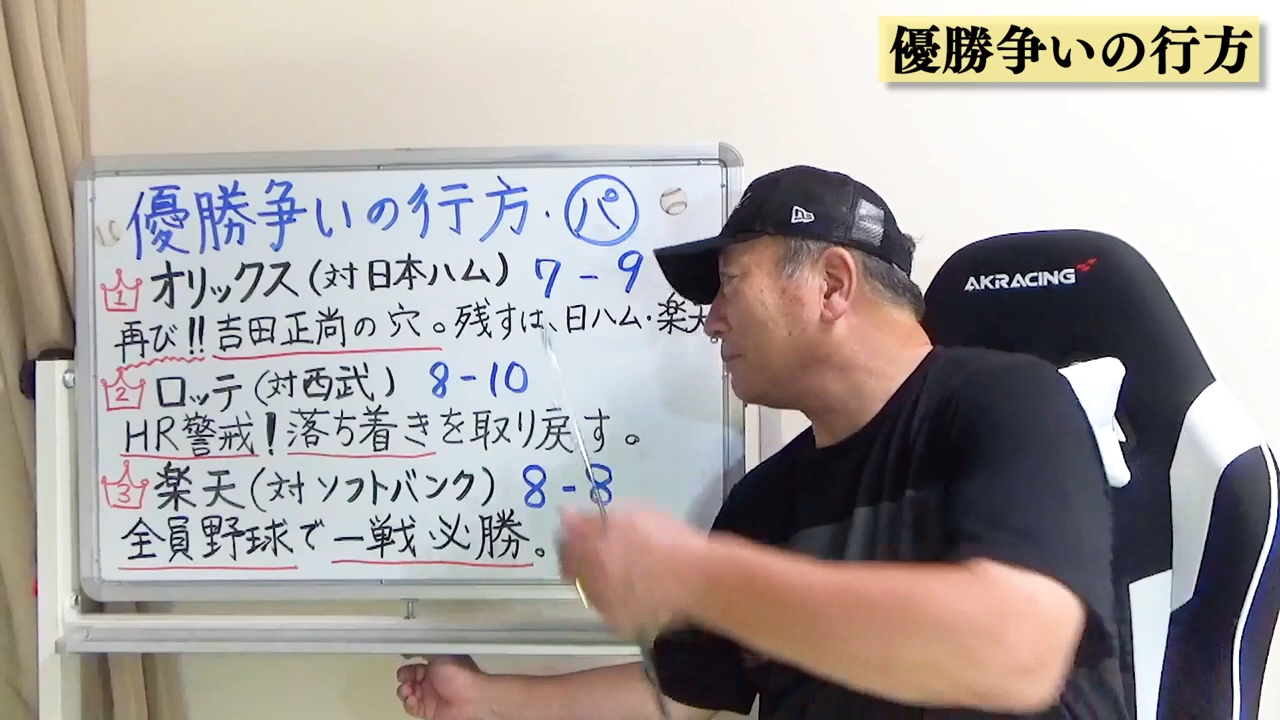 優勝争いの行方
優勝争いの行方・パ
1 オリックス(対日本ハム) 7-9
再び!!吉田正尚の穴。残すは、日ハム・楽天
2 ロッテ(対西武) 8-10
HR警戒!落ち着きを取り戻す。
3 楽天(対ソフトバンク) 8-8
全員野球で一戦必勝。
AKRACING